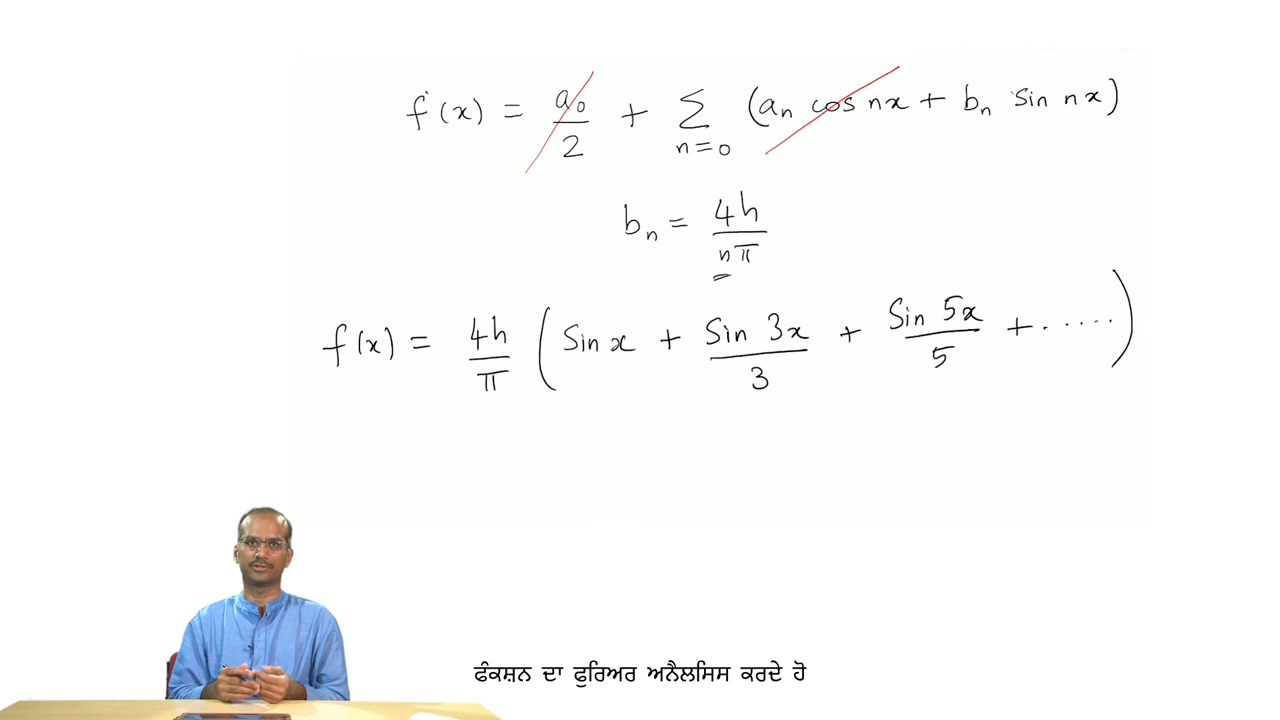 f(x) = a₀/2 + Σ n=0 (aₙ cos nx + bₙ sin nx)
bₙ = 4h/nπ
f(x) = 4h/π (Sin x + Sin 3x/3 + Sin 5x/5 + ......)
ਫੰਕਸ਼ਨ ਦਾ ਫੁਰਿਅਰ ਅਨੈਲਸਿਸ ਕਰਦੇ ਹੋ